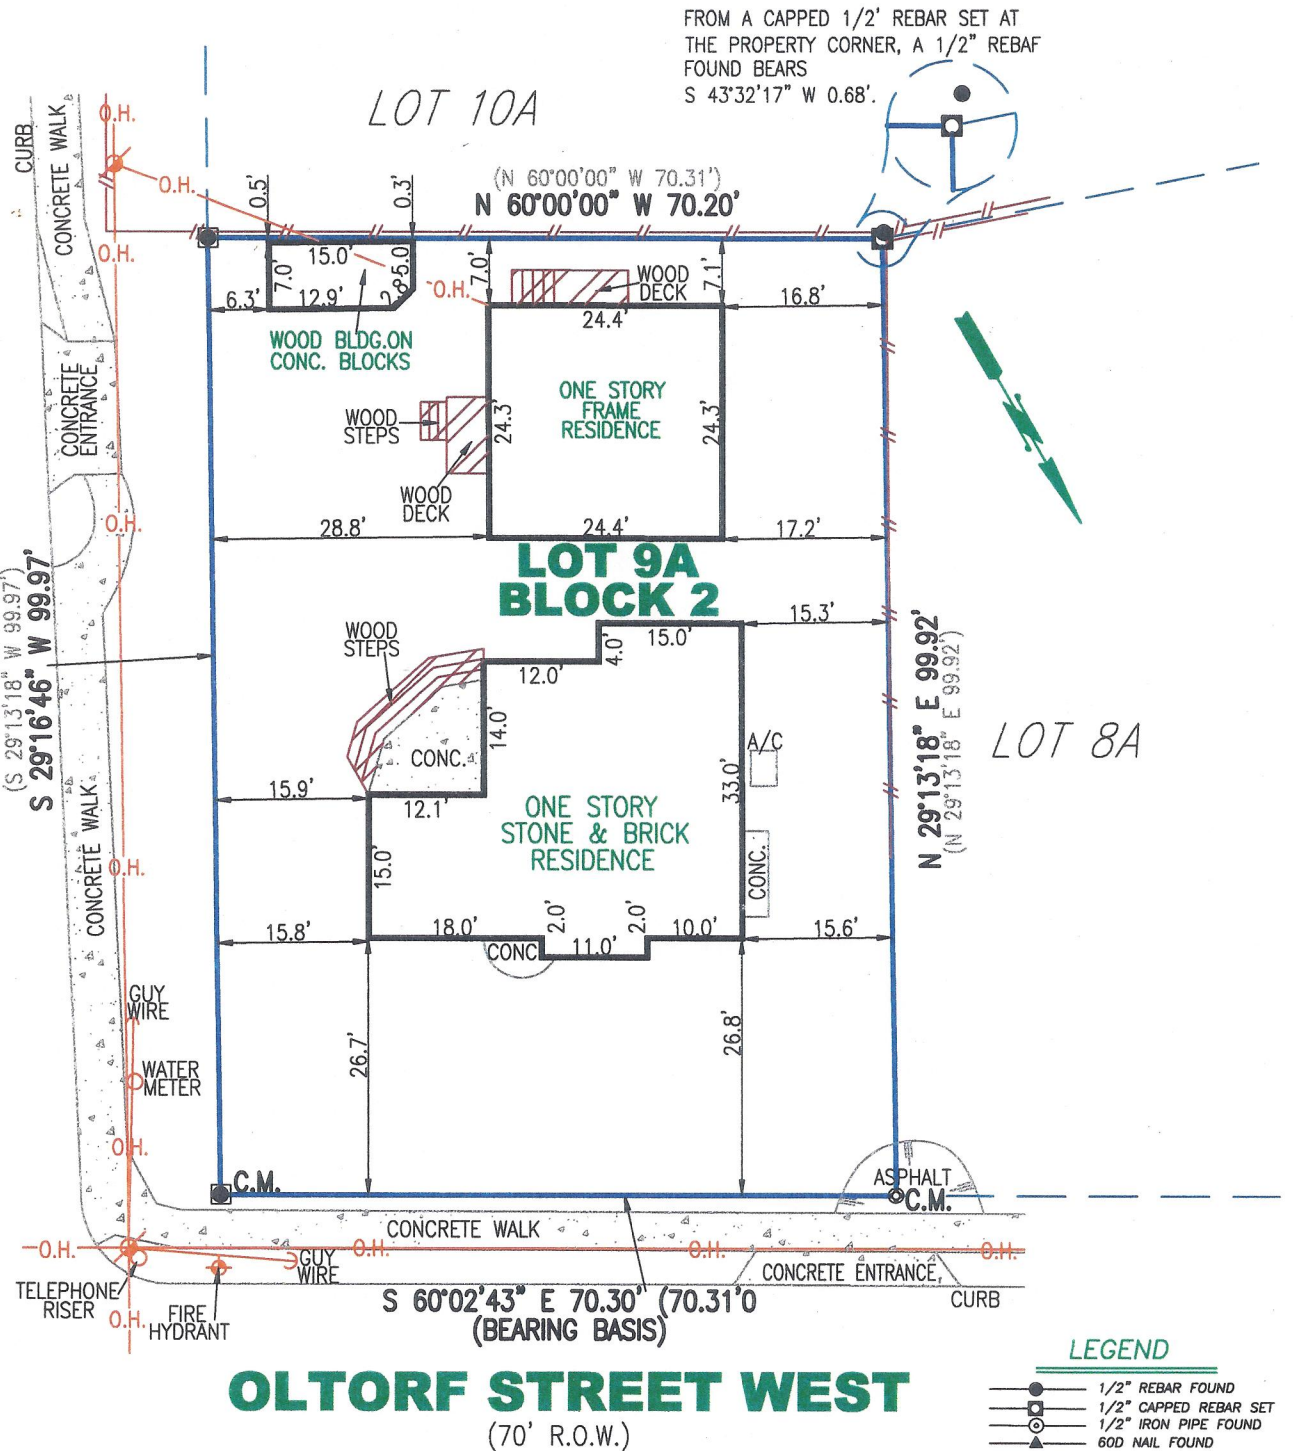 FROM A CAPPED 1/2' REBAR SET AT
THE PROPERTY CORNER, A 1/2" REBAF
FOUND BEARS
S 43°32'17" W 0.68'.
LOT 10A
CURB
CONCRETE WALK
O.H.
O.H.
O.H.
0.5'
0.3'
(N 60°00'00" W 70.31')
N 60°00'00" W 70.20'
15.0'
7.0'
5.0
2.8'
12.9'
6.3'
O.H.
7.0'
WOOD
DECK
7.1'
16.8'
24.4'
WOOD BLDG.ON
CONC. BLOCKS
CONCRETE
ENTRANCE
ONE STORY
FRAME
RESIDENCE
WOOD
STEPS
24.3'
24.3'
WOOD
DECK
O.H.
28.8'
24.4'
17.2'
LOT 9A
BLOCK 2
(S 29°13'18" W 99.97')
S 29°16'46" W 99.97'
WOOD
STEPS
15.0'
15.3'
4.0'
12.0'
N 29°13'18" E 99.92'
(N 29°13'18" E 99.92')
LOT 8A
14.0'
CONC.
A/C
33.0'
15.9'
12.1'
ONE STORY
STONE & BRICK
RESIDENCE
CONCRETE WALK
O.H.
15.0'
CONC.
15.8'
18.0'
2.0'
2.0'
10.0'
15.6'
CONC
11.0'
GUY
WIRE
26.7'
26.8'
WATER
METER
O.H.
C.M.
ASPHALT
C.M.
CONCRETE WALK
O.H.
O.H.
O.H.
O.H.
GUY
WIRE
CONCRETE ENTRANCE
CURB
TELEPHONE
RISER
O.H.
FIRE
HYDRANT
S 60°02'43" E 70.30" (70.31'0
(BEARING BASIS)
OLTORF STREET WEST
(70' R.O.W.)
LEGEND
1/2" REBAR FOUND
1/2" CAPPED REBAR SET
1/2" IRON PIPE FOUND
60D NAIL FOUND